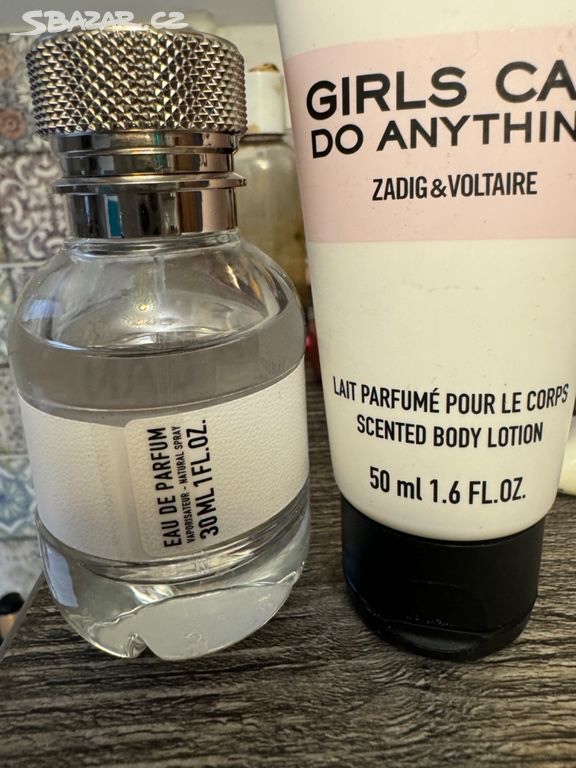 SBAZAR.CZ
GIRLS CA
DO ANYTHIN
ZADIG & VOLTAIRE
LAIT PARFUMÉ POUR LE CORPS
SCENTED BODY LOTION
50 ml 1.6 FL.OZ.
EAU DE PARFUM
VAPORISATEUR - NATURAL SPRAY
30 ML 1 FL.OZ.